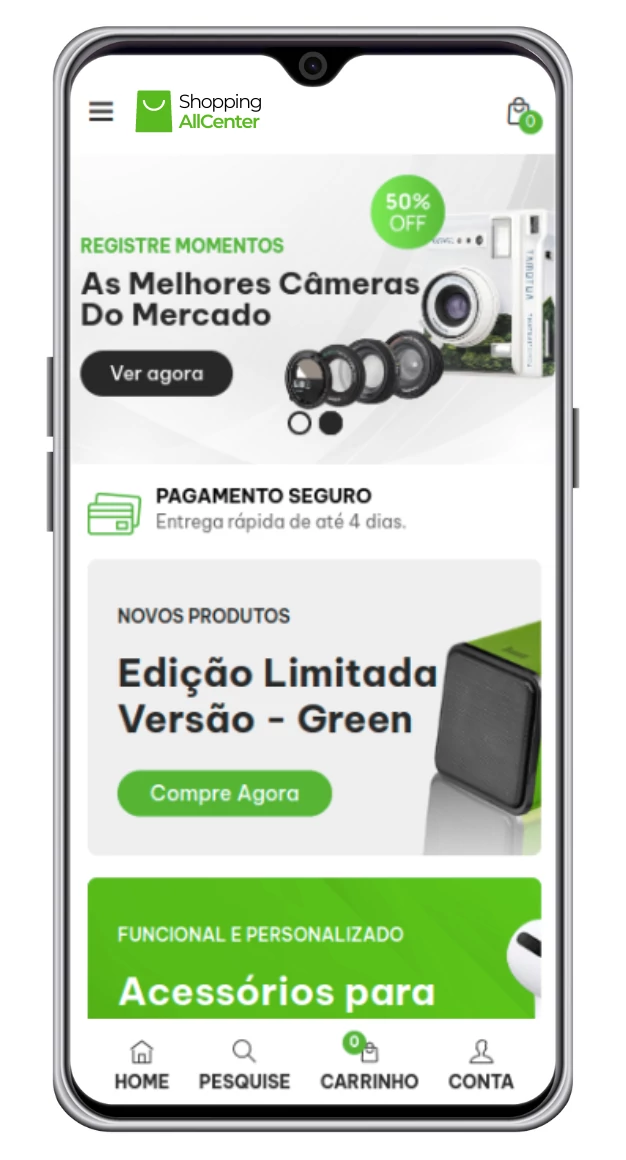 Shopping
AllCenter
0
50%
OFF
REGISTRE MOMENTOS
As Melhores Câmeras
Do Mercado
Ver agora
PAGAMENTO SEGURO
Entrega rápida de até 4 dias.
NOVOS PRODUTOS
Edição Limitada
Versão - Green
Compre Agora
FUNCIONAL E PERSONALIZADO
Acessórios para
0
HOME PESQUISE CARRINHO CONTA